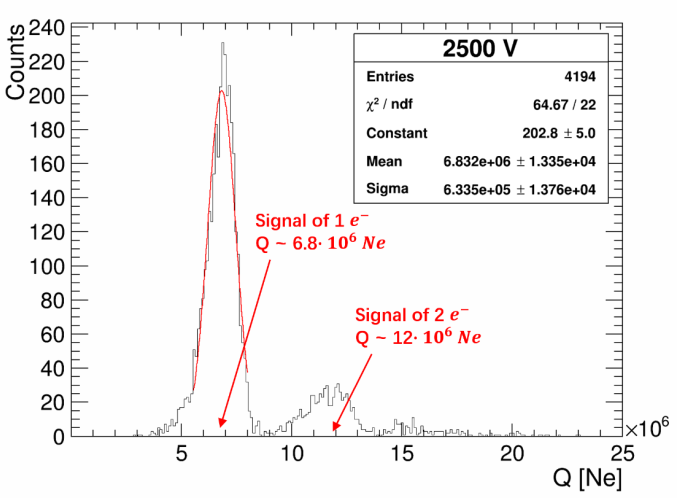 2500 V
Entries 4194
χ² / ndf 64.67 / 22
Constant 202.8 ± 5.0
Mean 6.832e+06 ± 1.335e+04
Sigma 6.335e+05 ± 1.376e+04
Counts
240
220
200
180
160
140
120
100
80
60
40
20
0
Signal of 1 e⁻
Q ~ 6.8· 10⁶ Ne
Signal of 2 e⁻
Q ~ 12· 10⁶ Ne
5 10 15 20 25
×10⁶
Q [Ne]